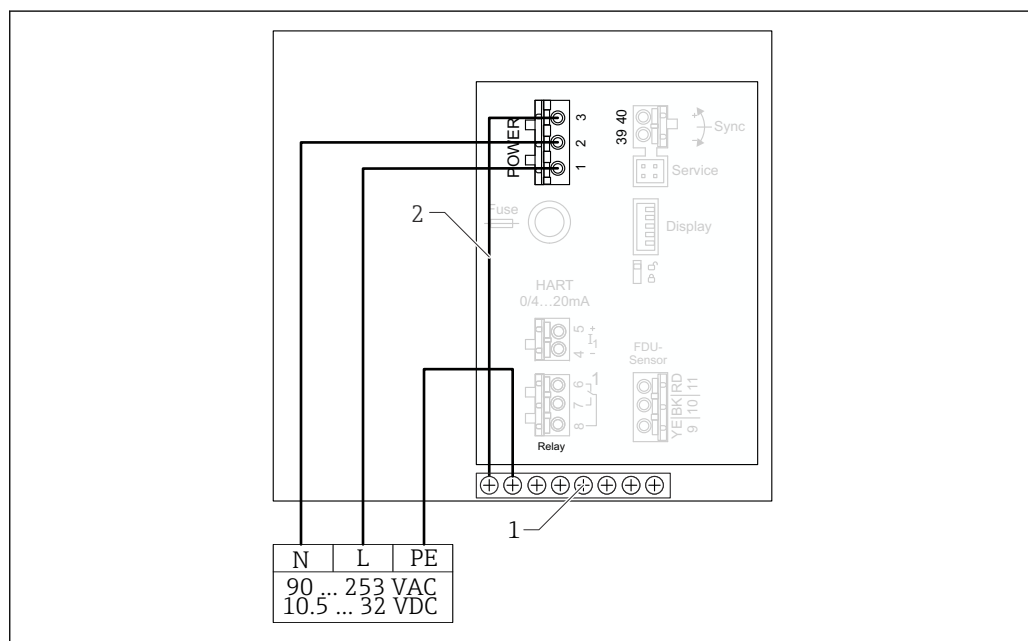 POWER
3
2
1
39 40
+
-
Sync
Service
2
Fuse
Display
HART
0/4...20mA
5 +
I1
4 -
FDU-
Sensor
6
7
8
1
Relay
YE|BK|RD
9 |10| 11
1
N L PE
90 ... 253 VAC
10.5 ... 32 VDC